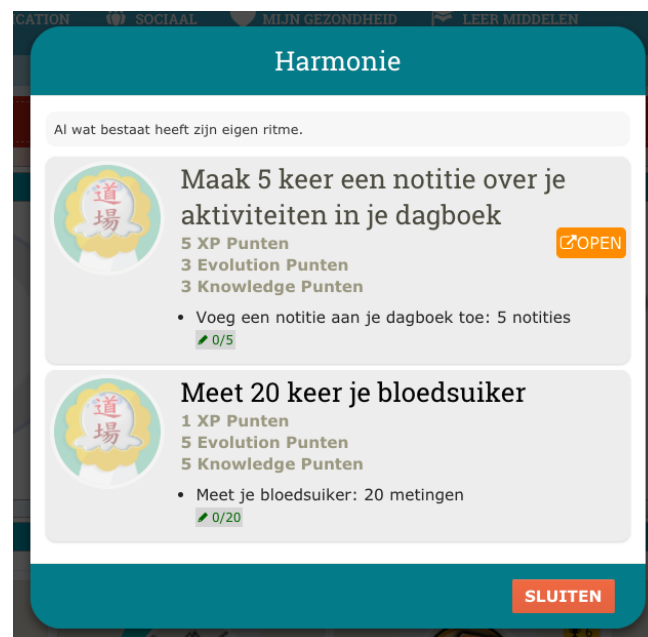 CATION SOCIAAL MIJN GEZONDHEID LEER MIDDELEN
Harmonie
Al wat bestaat heeft zijn eigen ritme.
道
場
Maak 5 keer een notitie over je
aktiviteiten in je dagboek
5 XP Punten
3 Evolution Punten
3 Knowledge Punten
OPEN
• Voeg een notitie aan je dagboek toe: 5 notities
0/5
道
場
Meet 20 keer je bloedsuiker
1 XP Punten
5 Evolution Punten
5 Knowledge Punten
• Meet je bloedsuiker: 20 metingen
0/20
SLUITEN